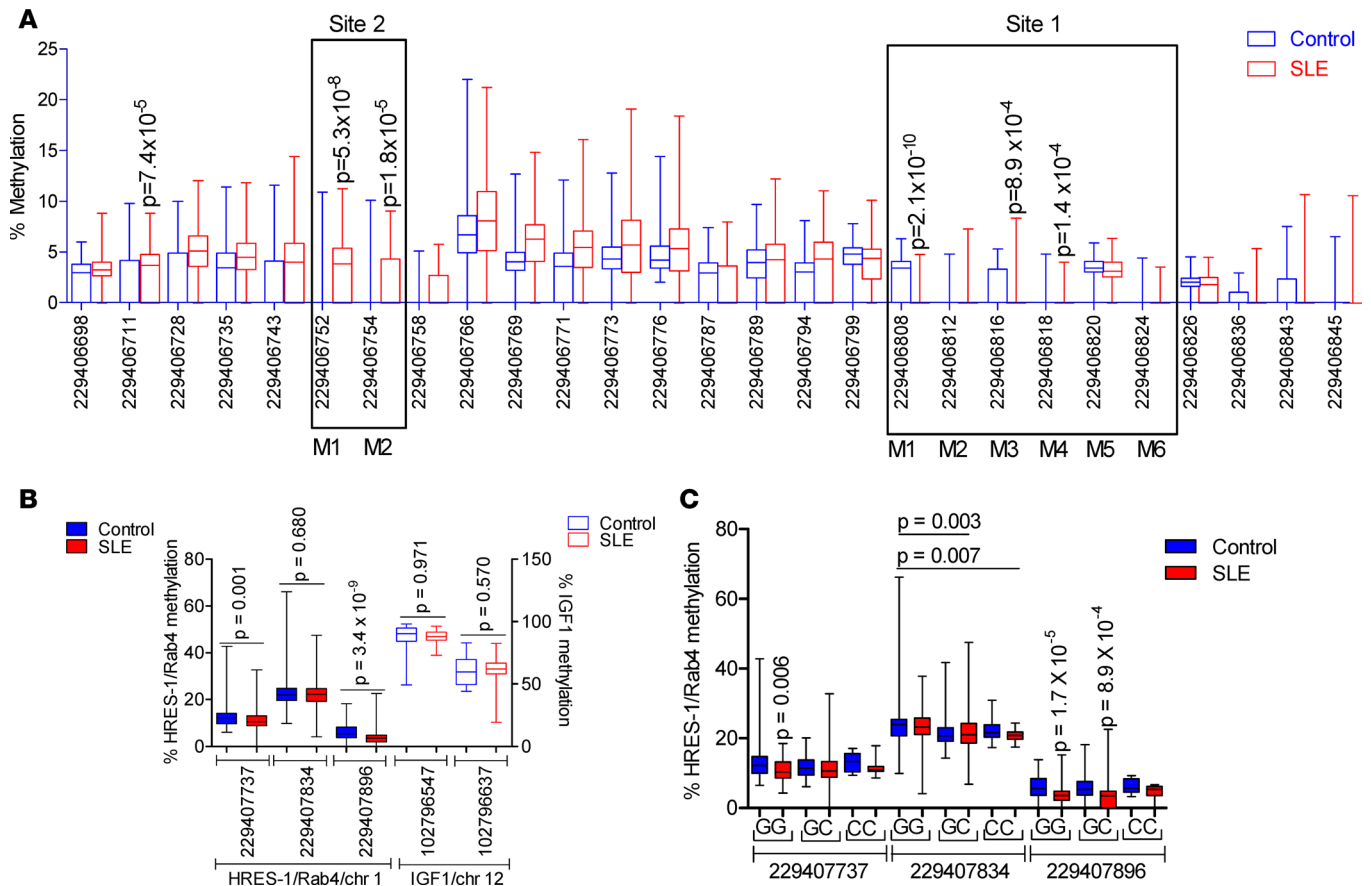 A
Site 2
Site 1
Control
SLE
% Methylation
25
20
15
10
5
0
p=7.4x10⁻⁵
p=5.3x10⁻⁸
p=1.8x10⁻⁵
p=2.1x10⁻¹⁰
p=8.9 x10⁻⁴
p=1.4 x10⁻⁴
229406698
229406711
229406728
229406735
229406743
229406752
229406754
229406758
229406766
229406769
229406771
229406773
229406776
229406787
229406789
229406794
229406799
229406808
229406812
229406816
229406818
229406820
229406824
229406826
229406836
229406843
229406845
M1 M2
M1 M2 M3 M4 M5 M6
B
Control
SLE
Control
SLE
% HRES-1/Rab4 methylation
80
60
40
20
0
p = 0.001
p = 0.680
p = 3.4 x 10⁻⁹
p = 0.971
p = 0.570
150
100
50
0
% IGF1 methylation
229407737
229407834
229407896
102796547
102796637
HRES-1/Rab4/chr 1
IGF1/chr 12
C
Control
SLE
% HRES-1/Rab4 methylation
80
60
40
20
0
p = 0.003
p = 0.007
p = 0.006
p = 1.7 X 10⁻⁵
p = 8.9 X 10⁻⁴
GG GC CC GG GC CC GG GC CC
229407737 229407834 229407896